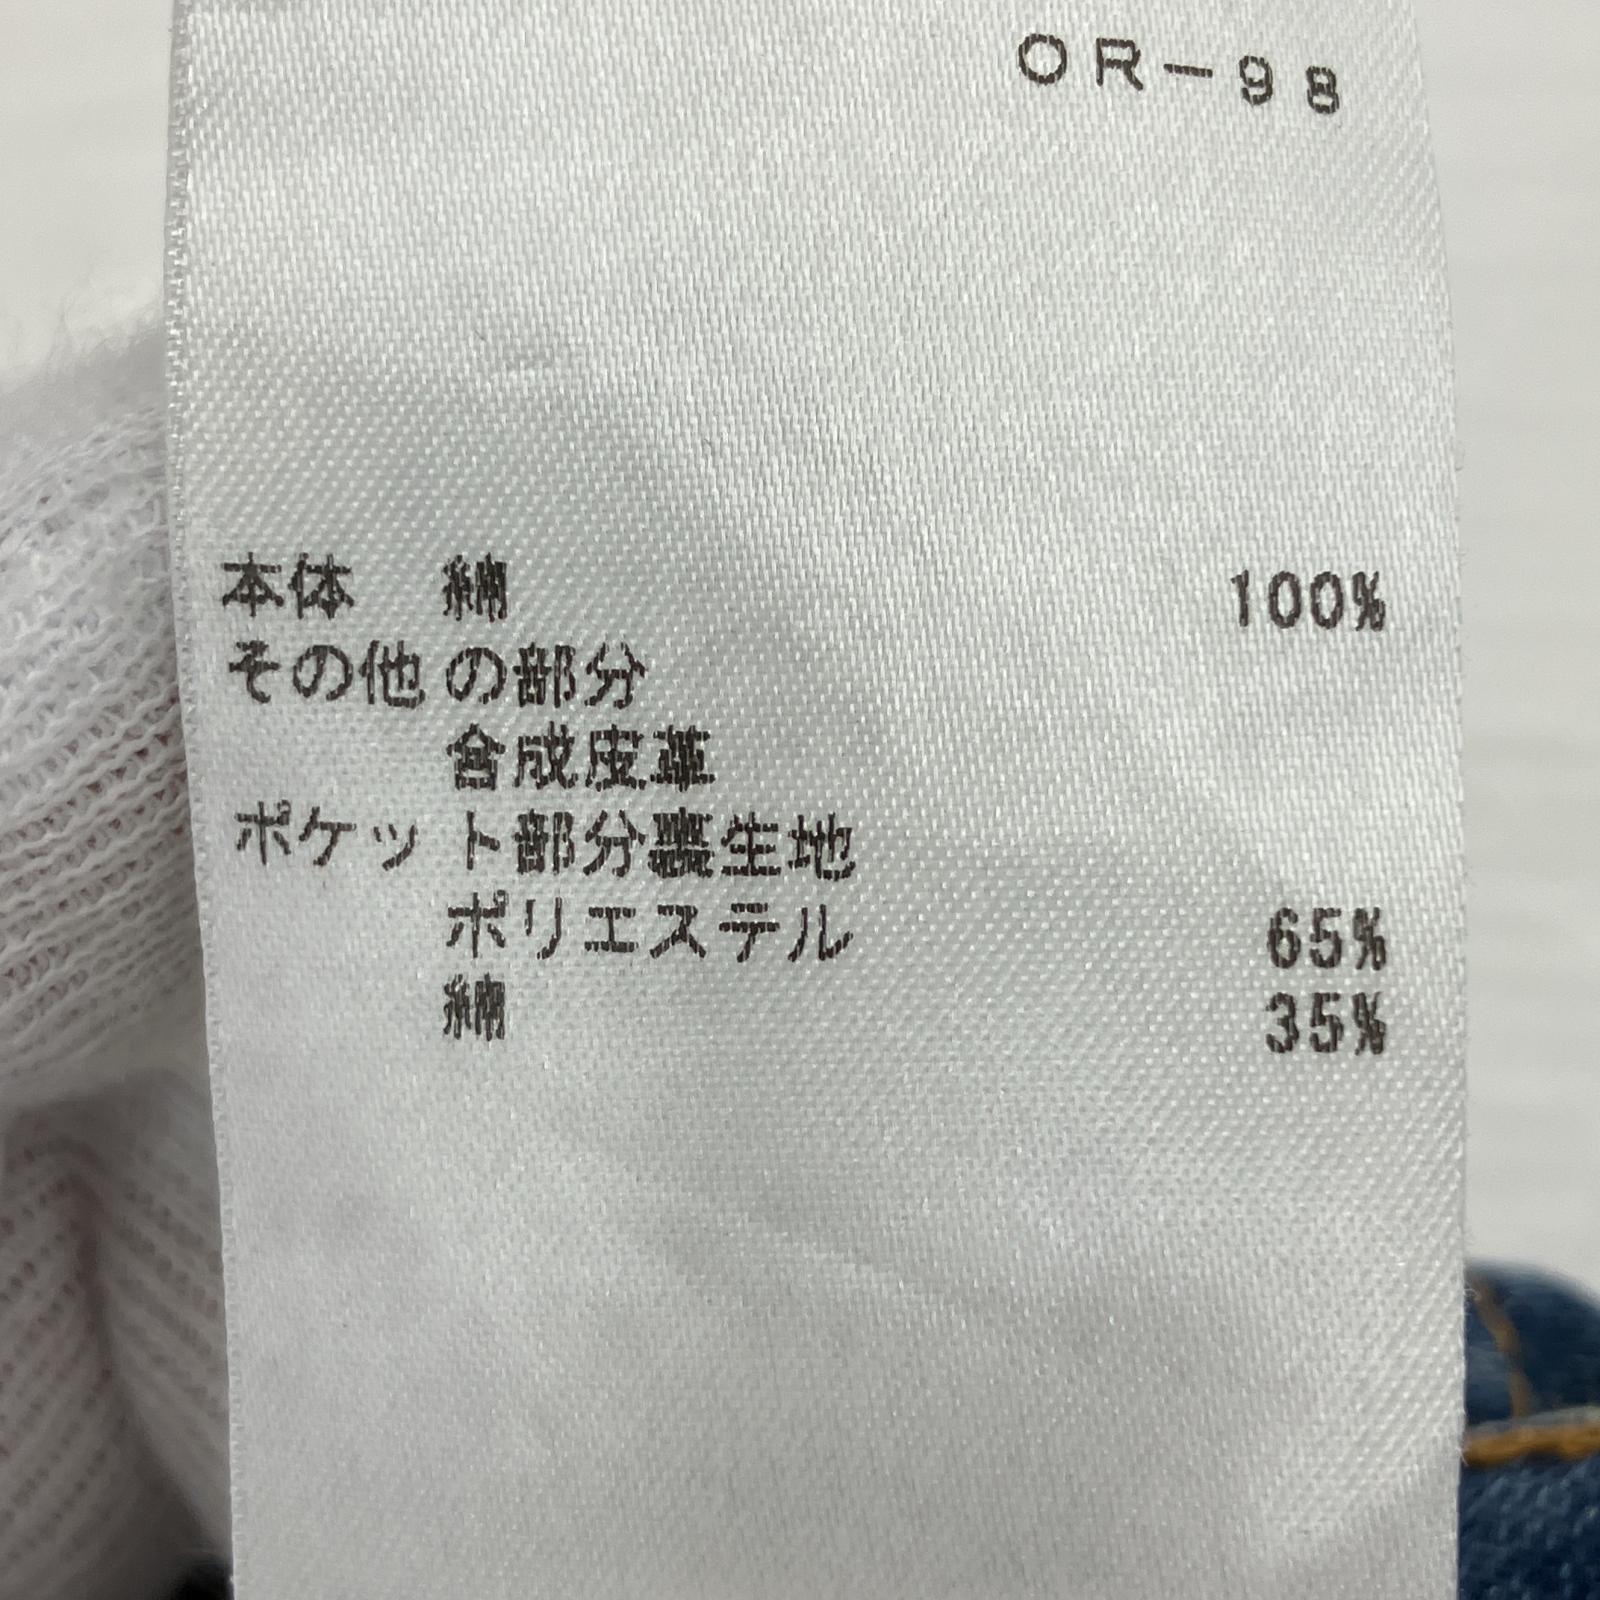 OR-98
本体 綿 100%
その他の部分
合成皮革
ポケット部分裏生地
ポリエステル 65%
綿 35%